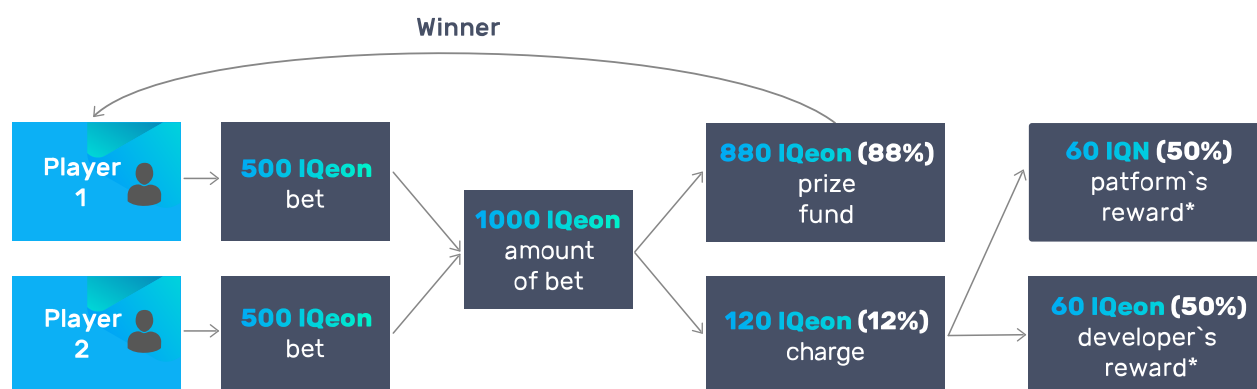 Winner
Player
1
500 IQeon
bet
Player
2
500 IQeon
bet
1000 IQeon
amount
of bet
880 IQeon (88%)
prize
fund
120 IQeon (12%)
charge
60 IQN (50%)
patform`s
reward*
60 IQeon (50%)
developer`s
reward*